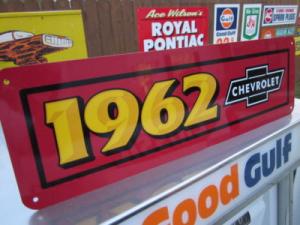 Ace Wilson's
ROYAL
PONTIAC
Gulf
1962
CHEVROLET
Good Gulf